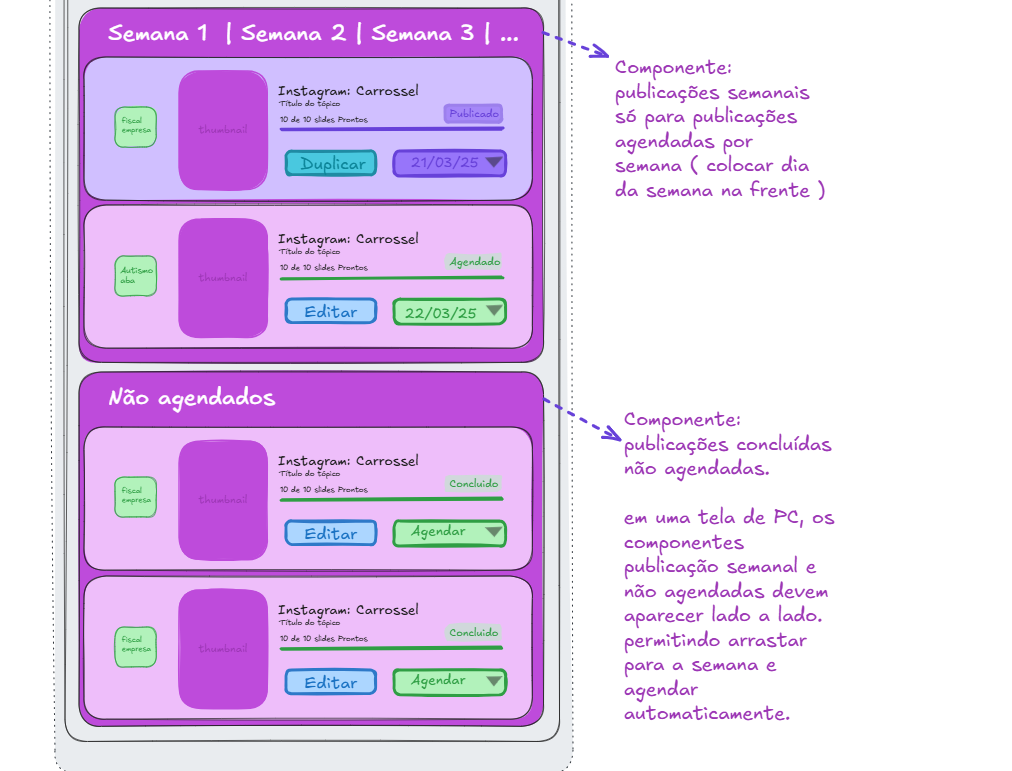 Semana 1 | Semana 2 | Semana 3 | ...
Componente:
publicações semanais
só para publicações
agendadas por
semana ( colocar dia
da semana na frente )
fiscal
empresa
thumbnail
Instagram: Carrossel
Título do tópico
10 de 10 slides Prontos
Publicado
Duplicar
21/03/25
Autismo
aba
thumbnail
Instagram: Carrossel
Título do tópico
10 de 10 slides Prontos
Agendado
Editar
22/03/25
Não agendados
Componente:
publicações concluídas
não agendadas.
em uma tela de PC, os
componentes
publicação semanal e
não agendadas devem
aparecer lado a lado.
permitindo arrastar
para a semana e
agendar
automaticamente.
fiscal
empresa
thumbnail
Instagram: Carrossel
Título do tópico
10 de 10 slides Prontos
Concluido
Editar
Agendar
fiscal
empresa
thumbnail
Instagram: Carrossel
Título do tópico
10 de 10 slides Prontos
Concluido
Editar
Agendar